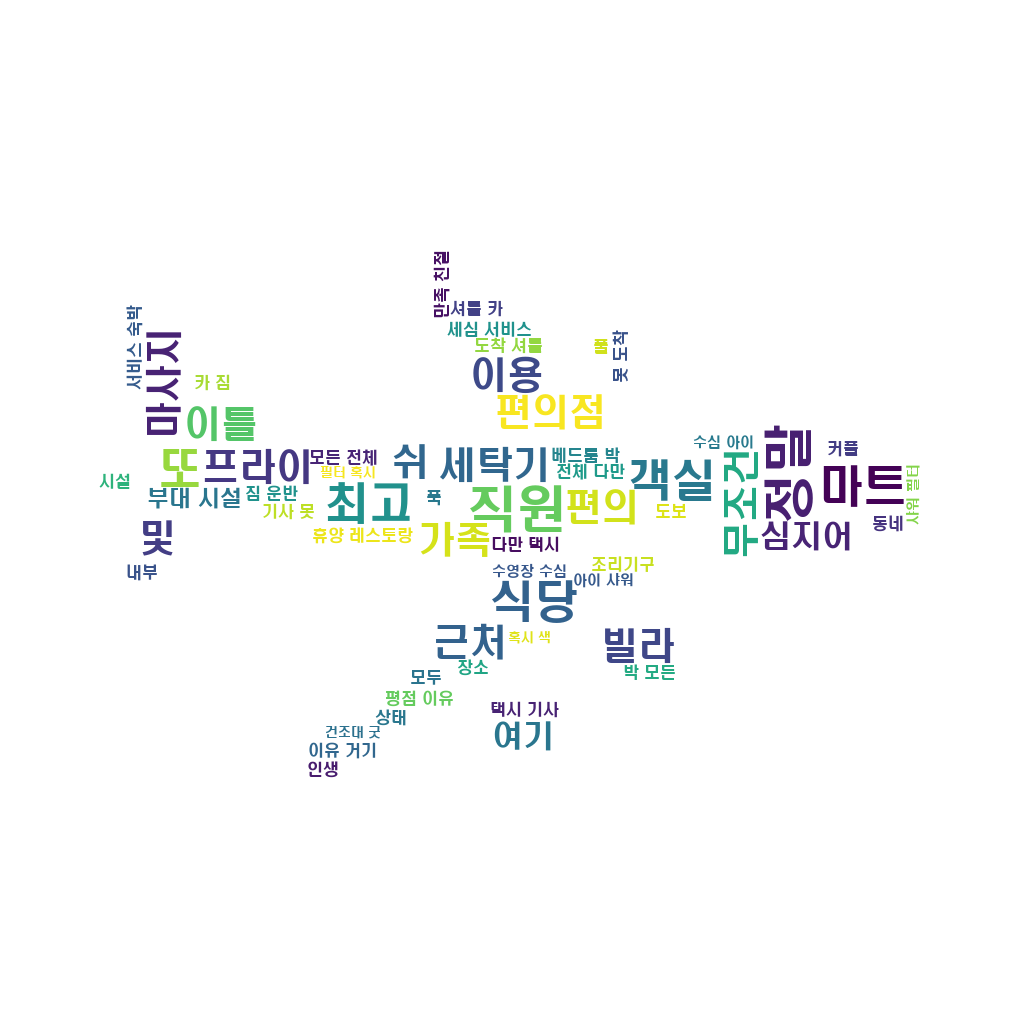 만족 친절
셔틀 카
서비스 숙박
세심 서비스
도착 셔틀
풀
못 도착
마사지
이용
카 짐
편의점
이틀
수심 아이
커플
정말
모든 전체
쉬
세탁기
베드룸 박
또
프라이
필터 혹시
전체 다만
객실
무조건
마트
샤워 필터
시설
부대 시설
짐 운반
최고
푹
직원
편의
도보
기사 못
동네
및
휴양 레스토랑
가족
다만 택시
심지어
내부
수영장 수심
아이 샤워
조리기구
식당
근처
혹시 색
빌라
장소
모두
박 모든
평점 이유
상태
택시 기사
건조대 굿
여기
이유 거기
인생